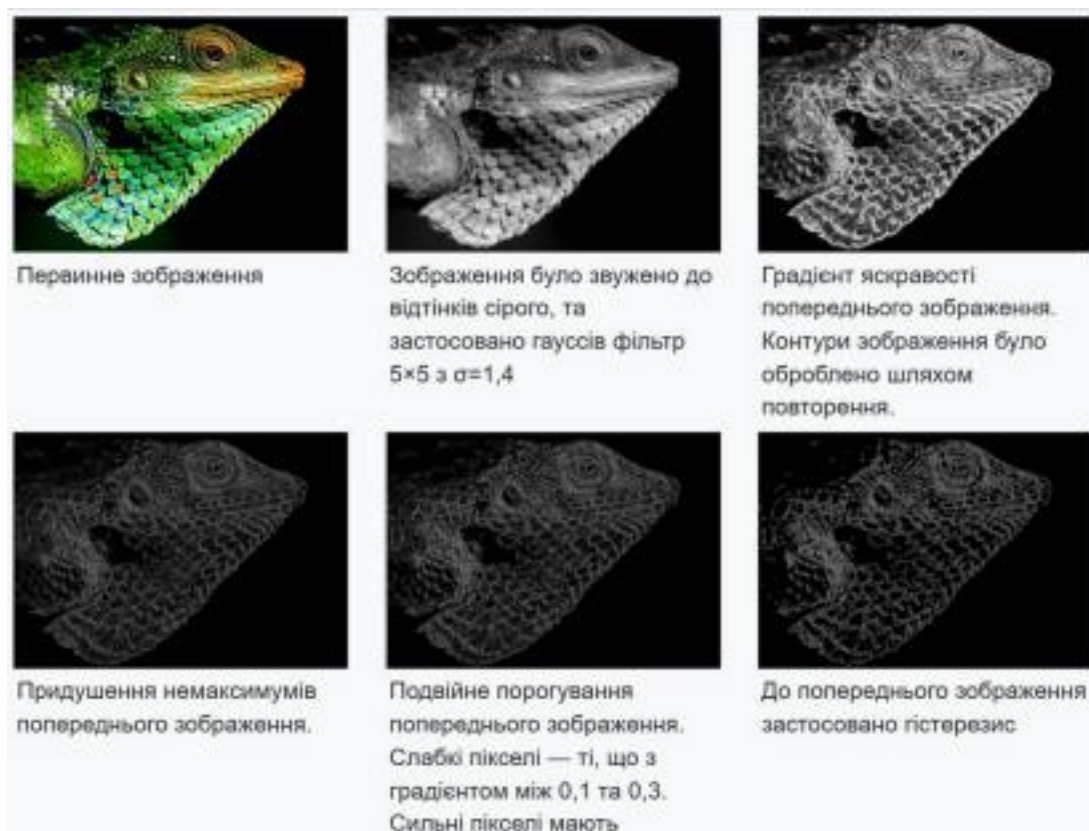 Первинне зображення
Зображення було звужено до
відтінків сірого, та
застосовано гауссів фільтр
5×5 з σ=1,4
Градієнт яскравості
попереднього зображення.
Контури зображення було
оброблено шляхом
повторення.
Придушення немаксимумів
попереднього зображення.
Подвійне порогування
попереднього зображення.
Слабкі пікселі — ті, що з
градієнтом між 0,1 та 0,3.
Сильні пікселі мають
До попереднього зображення
застосовано гістерезис